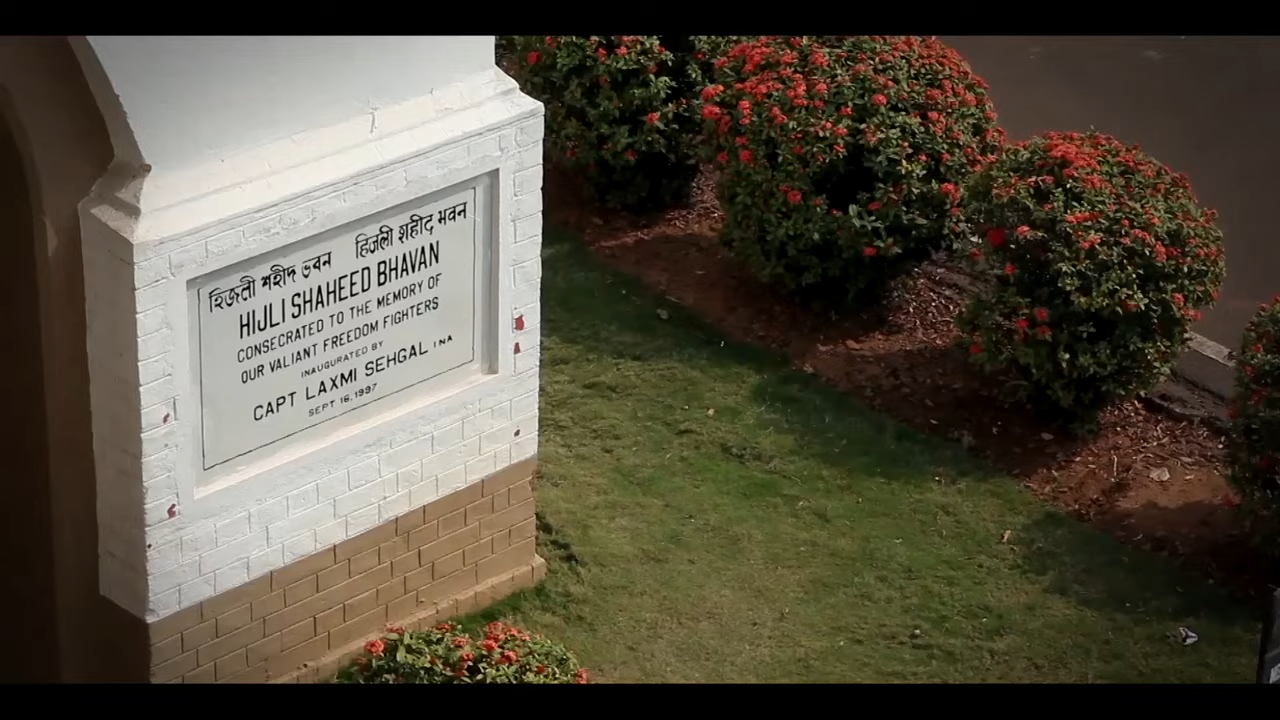 হিজলী শহীদ ভবন हिजली शहीद भवन
HIJLI SHAHEED BHAVAN
CONSECRATED TO THE MEMORY OF
OUR VALIANT FREEDOM FIGHTERS
INAUGURATED BY
CAPT LAXMI SEHGAL INA
SEPT 16, 1997